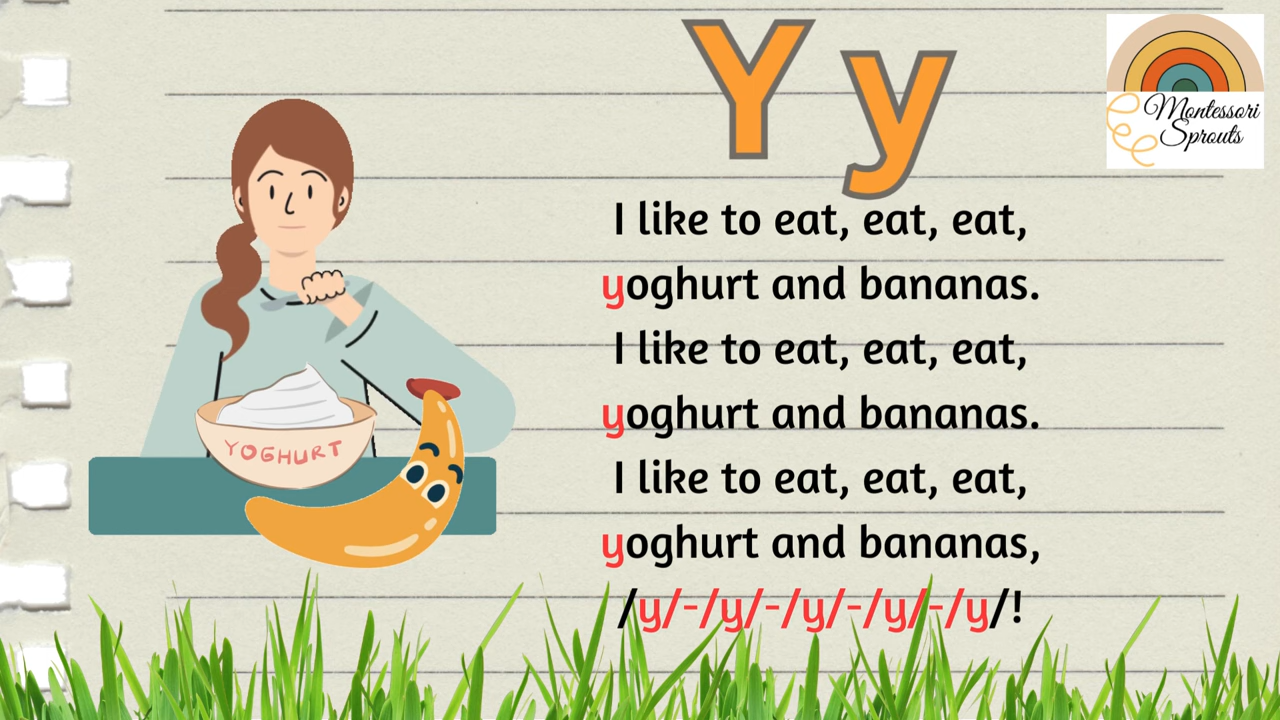 Y y
Montessori
Sprouts
I like to eat, eat, eat,
yoghurt and bananas.
I like to eat, eat, eat,
yoghurt and bananas.
I like to eat, eat, eat,
yoghurt and bananas,
/y/-/y/-/y/-/y/-/y/!
YOGHURT